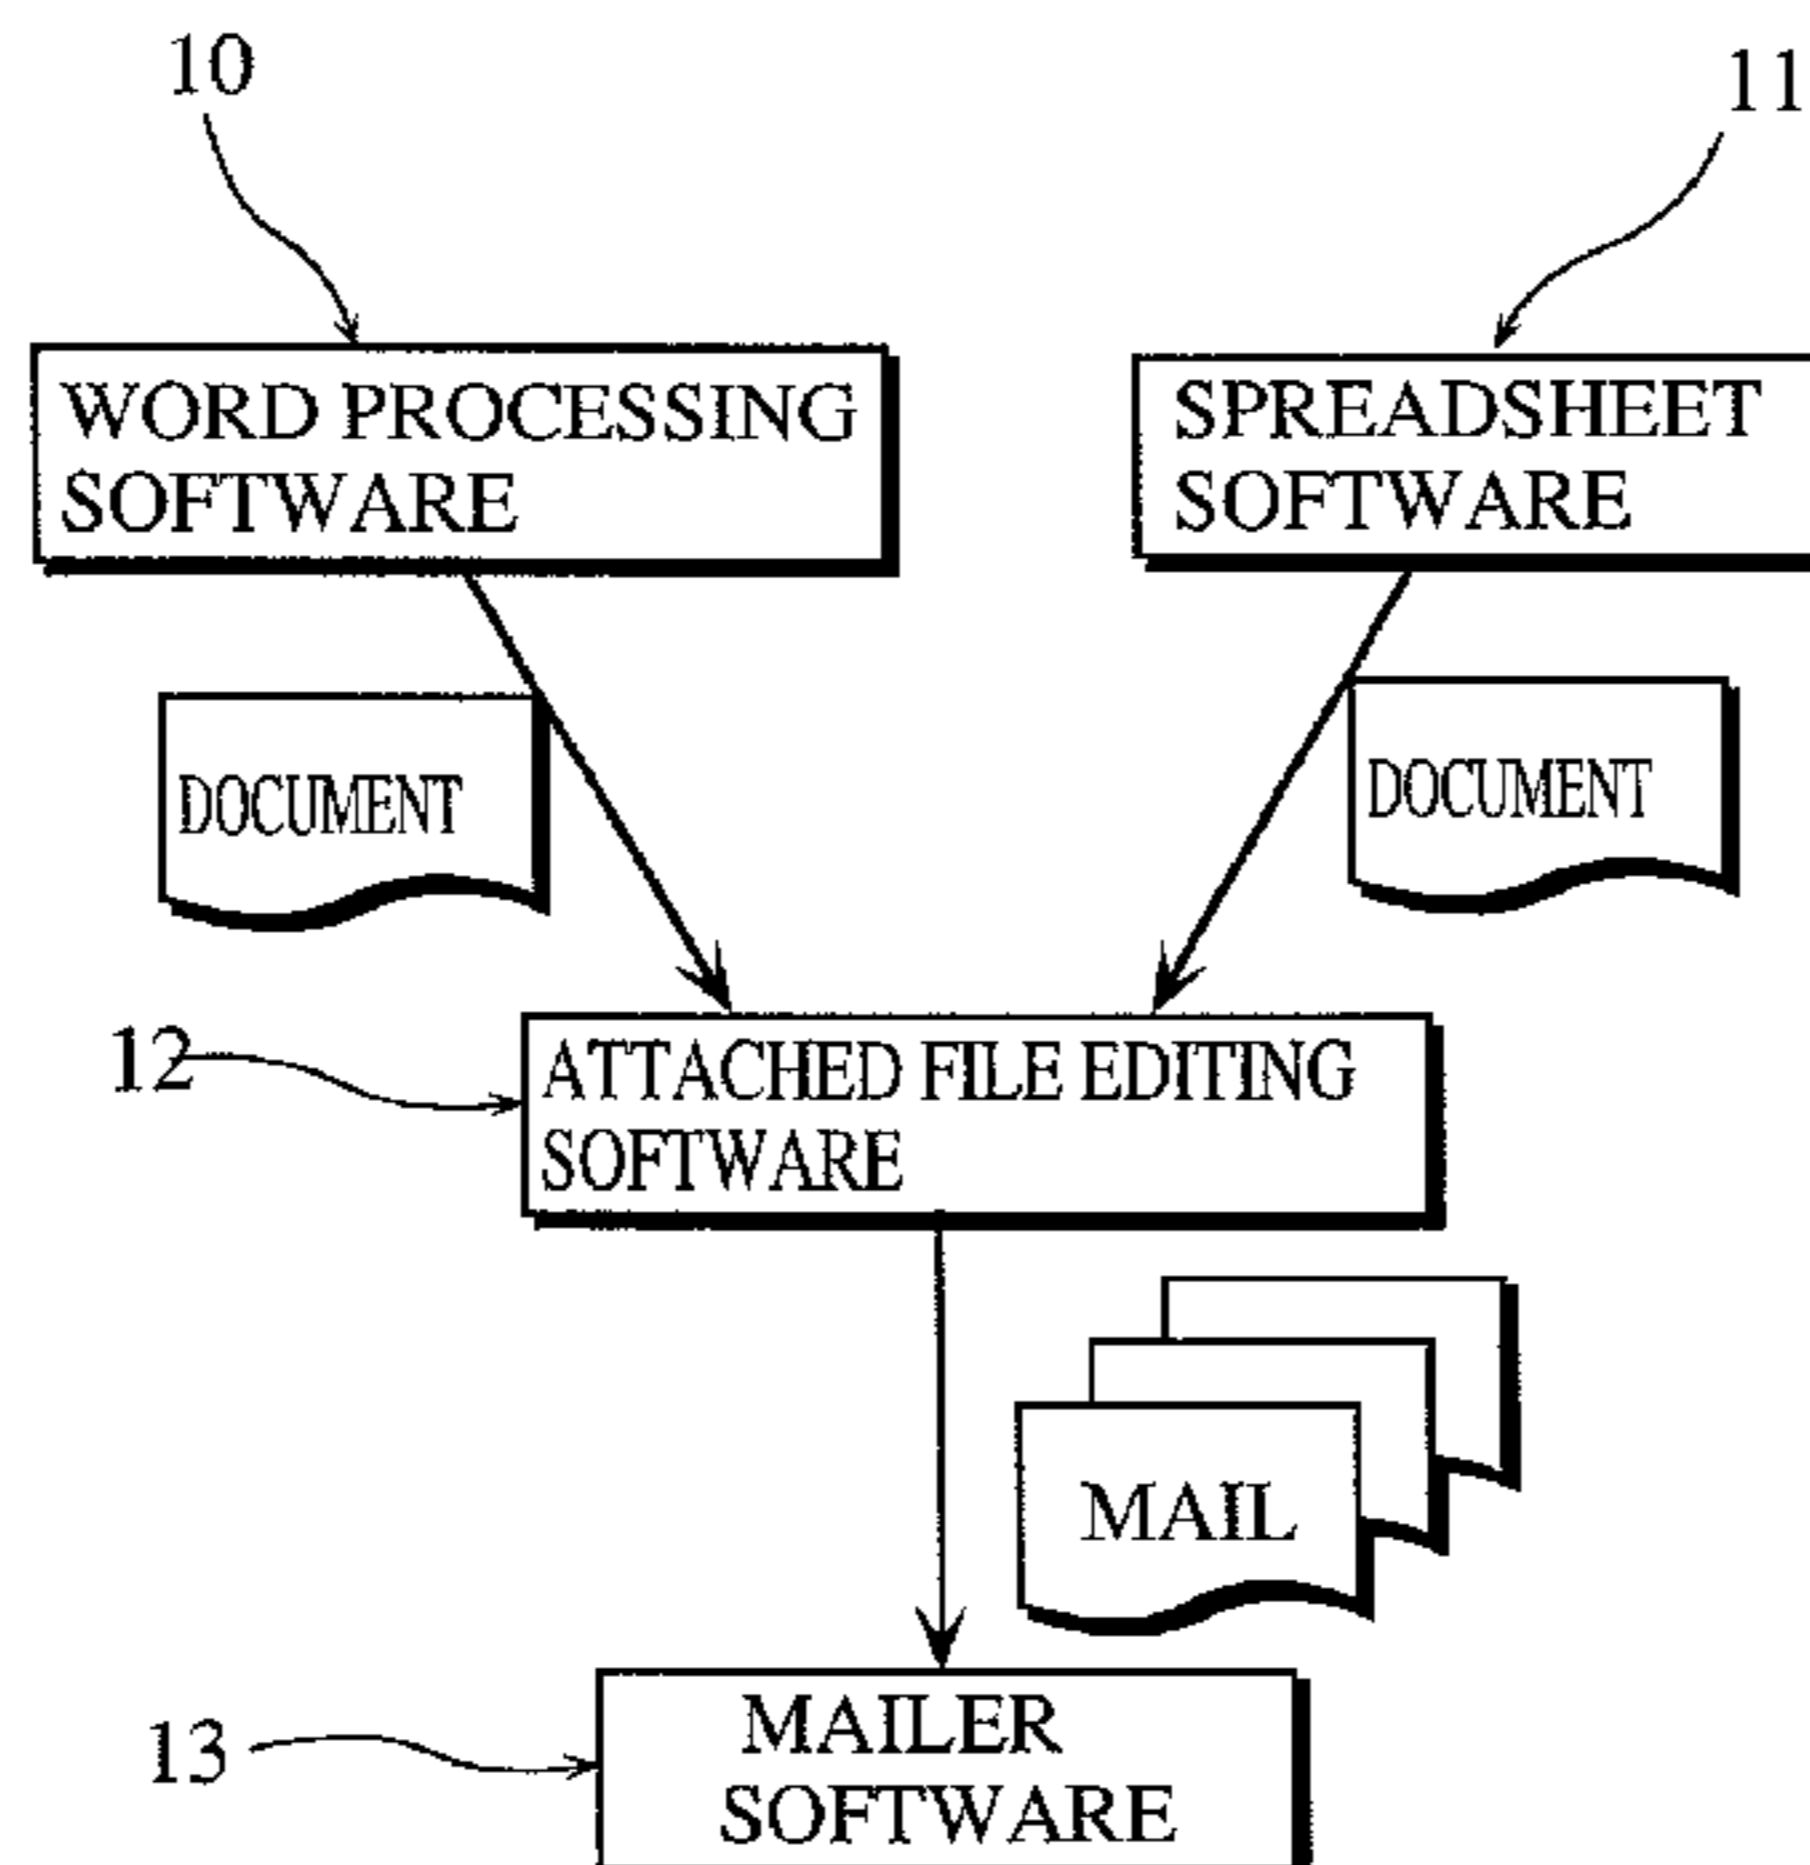 10
11
WORD PROCESSING
SOFTWARE
SPREADSHEET
SOFTWARE
DOCUMENT
DOCUMENT
12
ATTACHED FILE EDITING
SOFTWARE
MAIL
13
MAILER
SOFTWARE